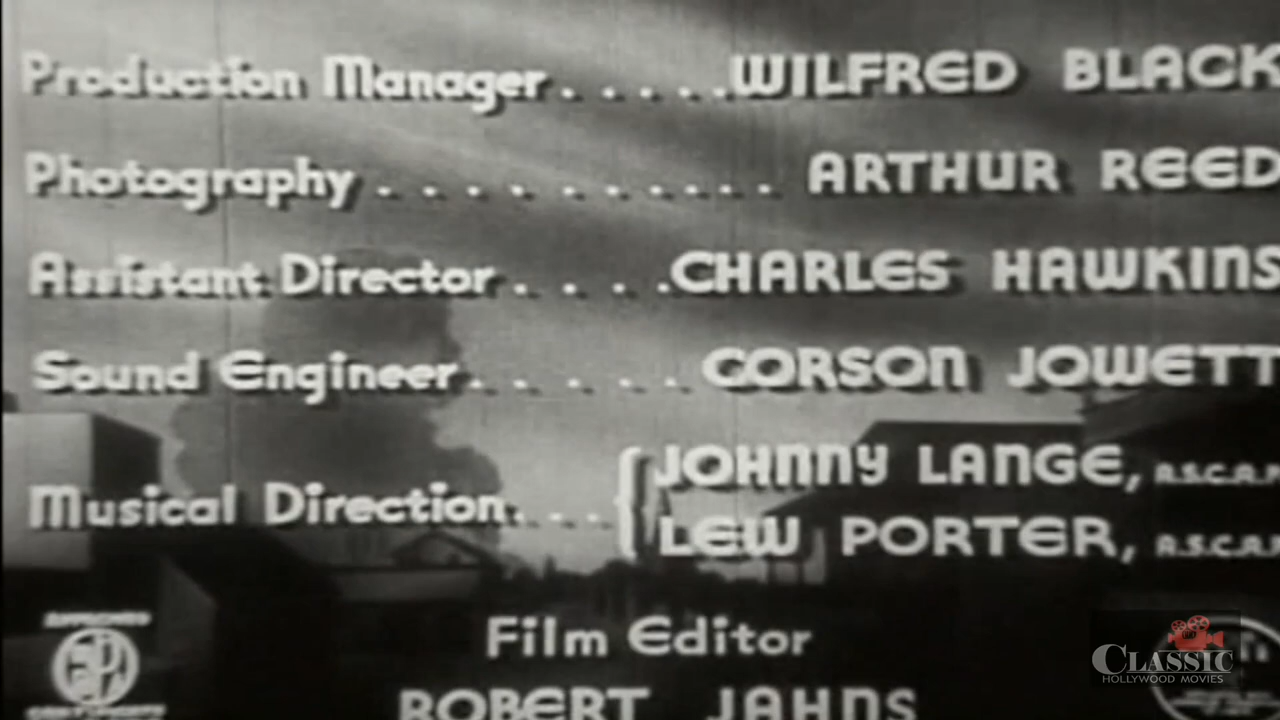 Production Manager . . . . . WILFRED BLACK
Photography . . . . . . . . . . ARTHUR REED
Assistant Director . . . . CHARLES HAWKINS
Sound Engineer . . . . . . CORSON JOWETT
Musical Direction. . . . { JOHNNY LANGE, A.S.C.A.P
LEW PORTER, A.S.C.A.P
Film Editor
ROBERT JAHNS
APPROVED
CLASSIC
HOLLYWOOD MOVIES